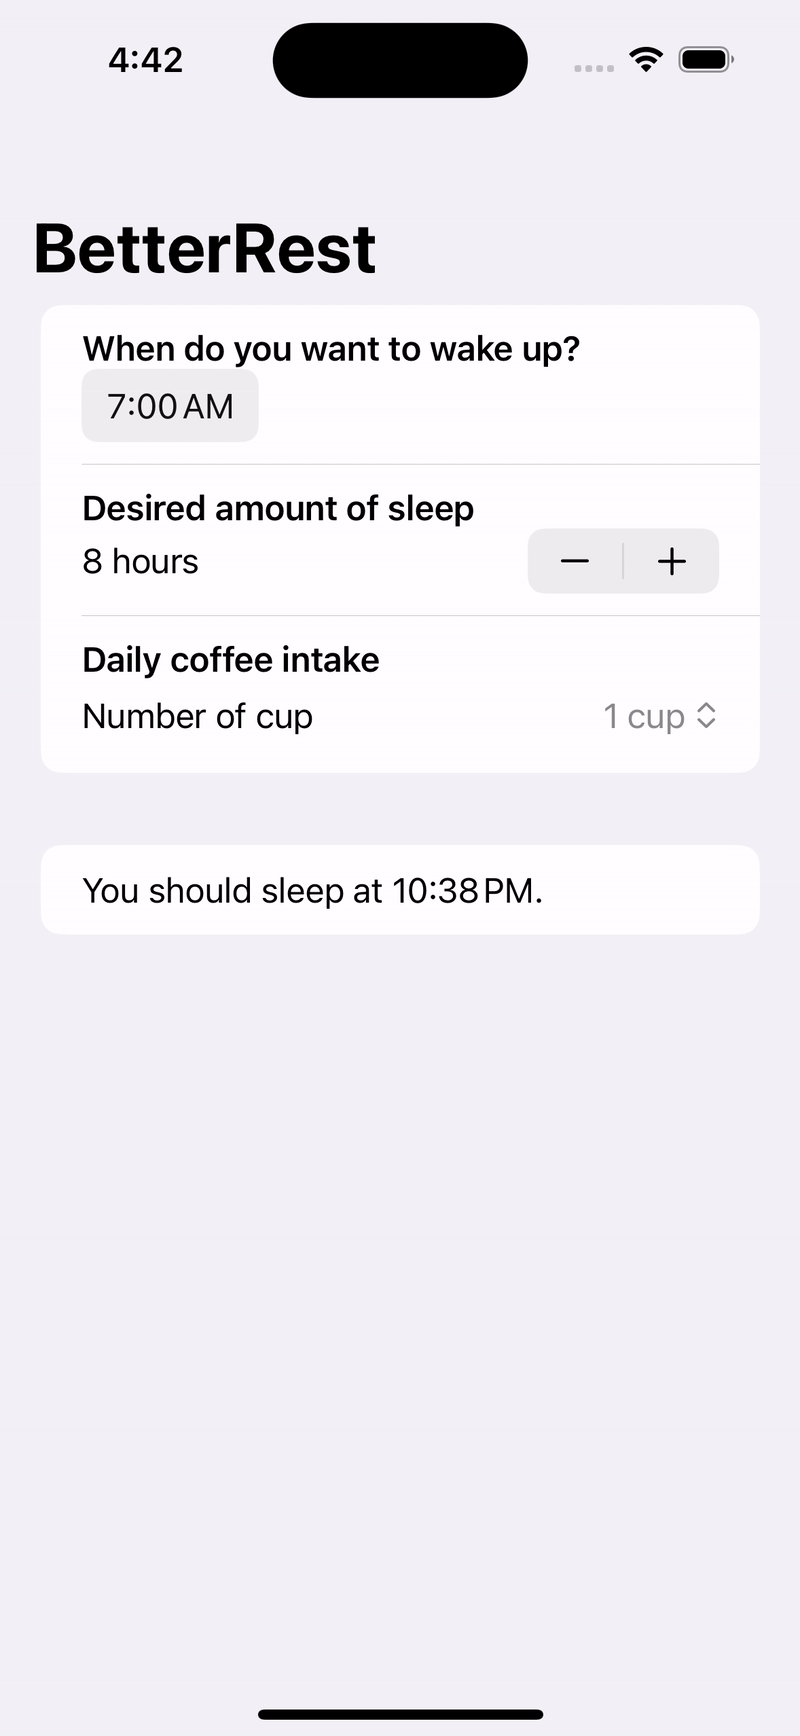 4:42
BetterRest
When do you want to wake up?
7:00 AM
Desired amount of sleep
8 hours
Daily coffee intake
Number of cup 1 cup
You should sleep at 10:38 PM.